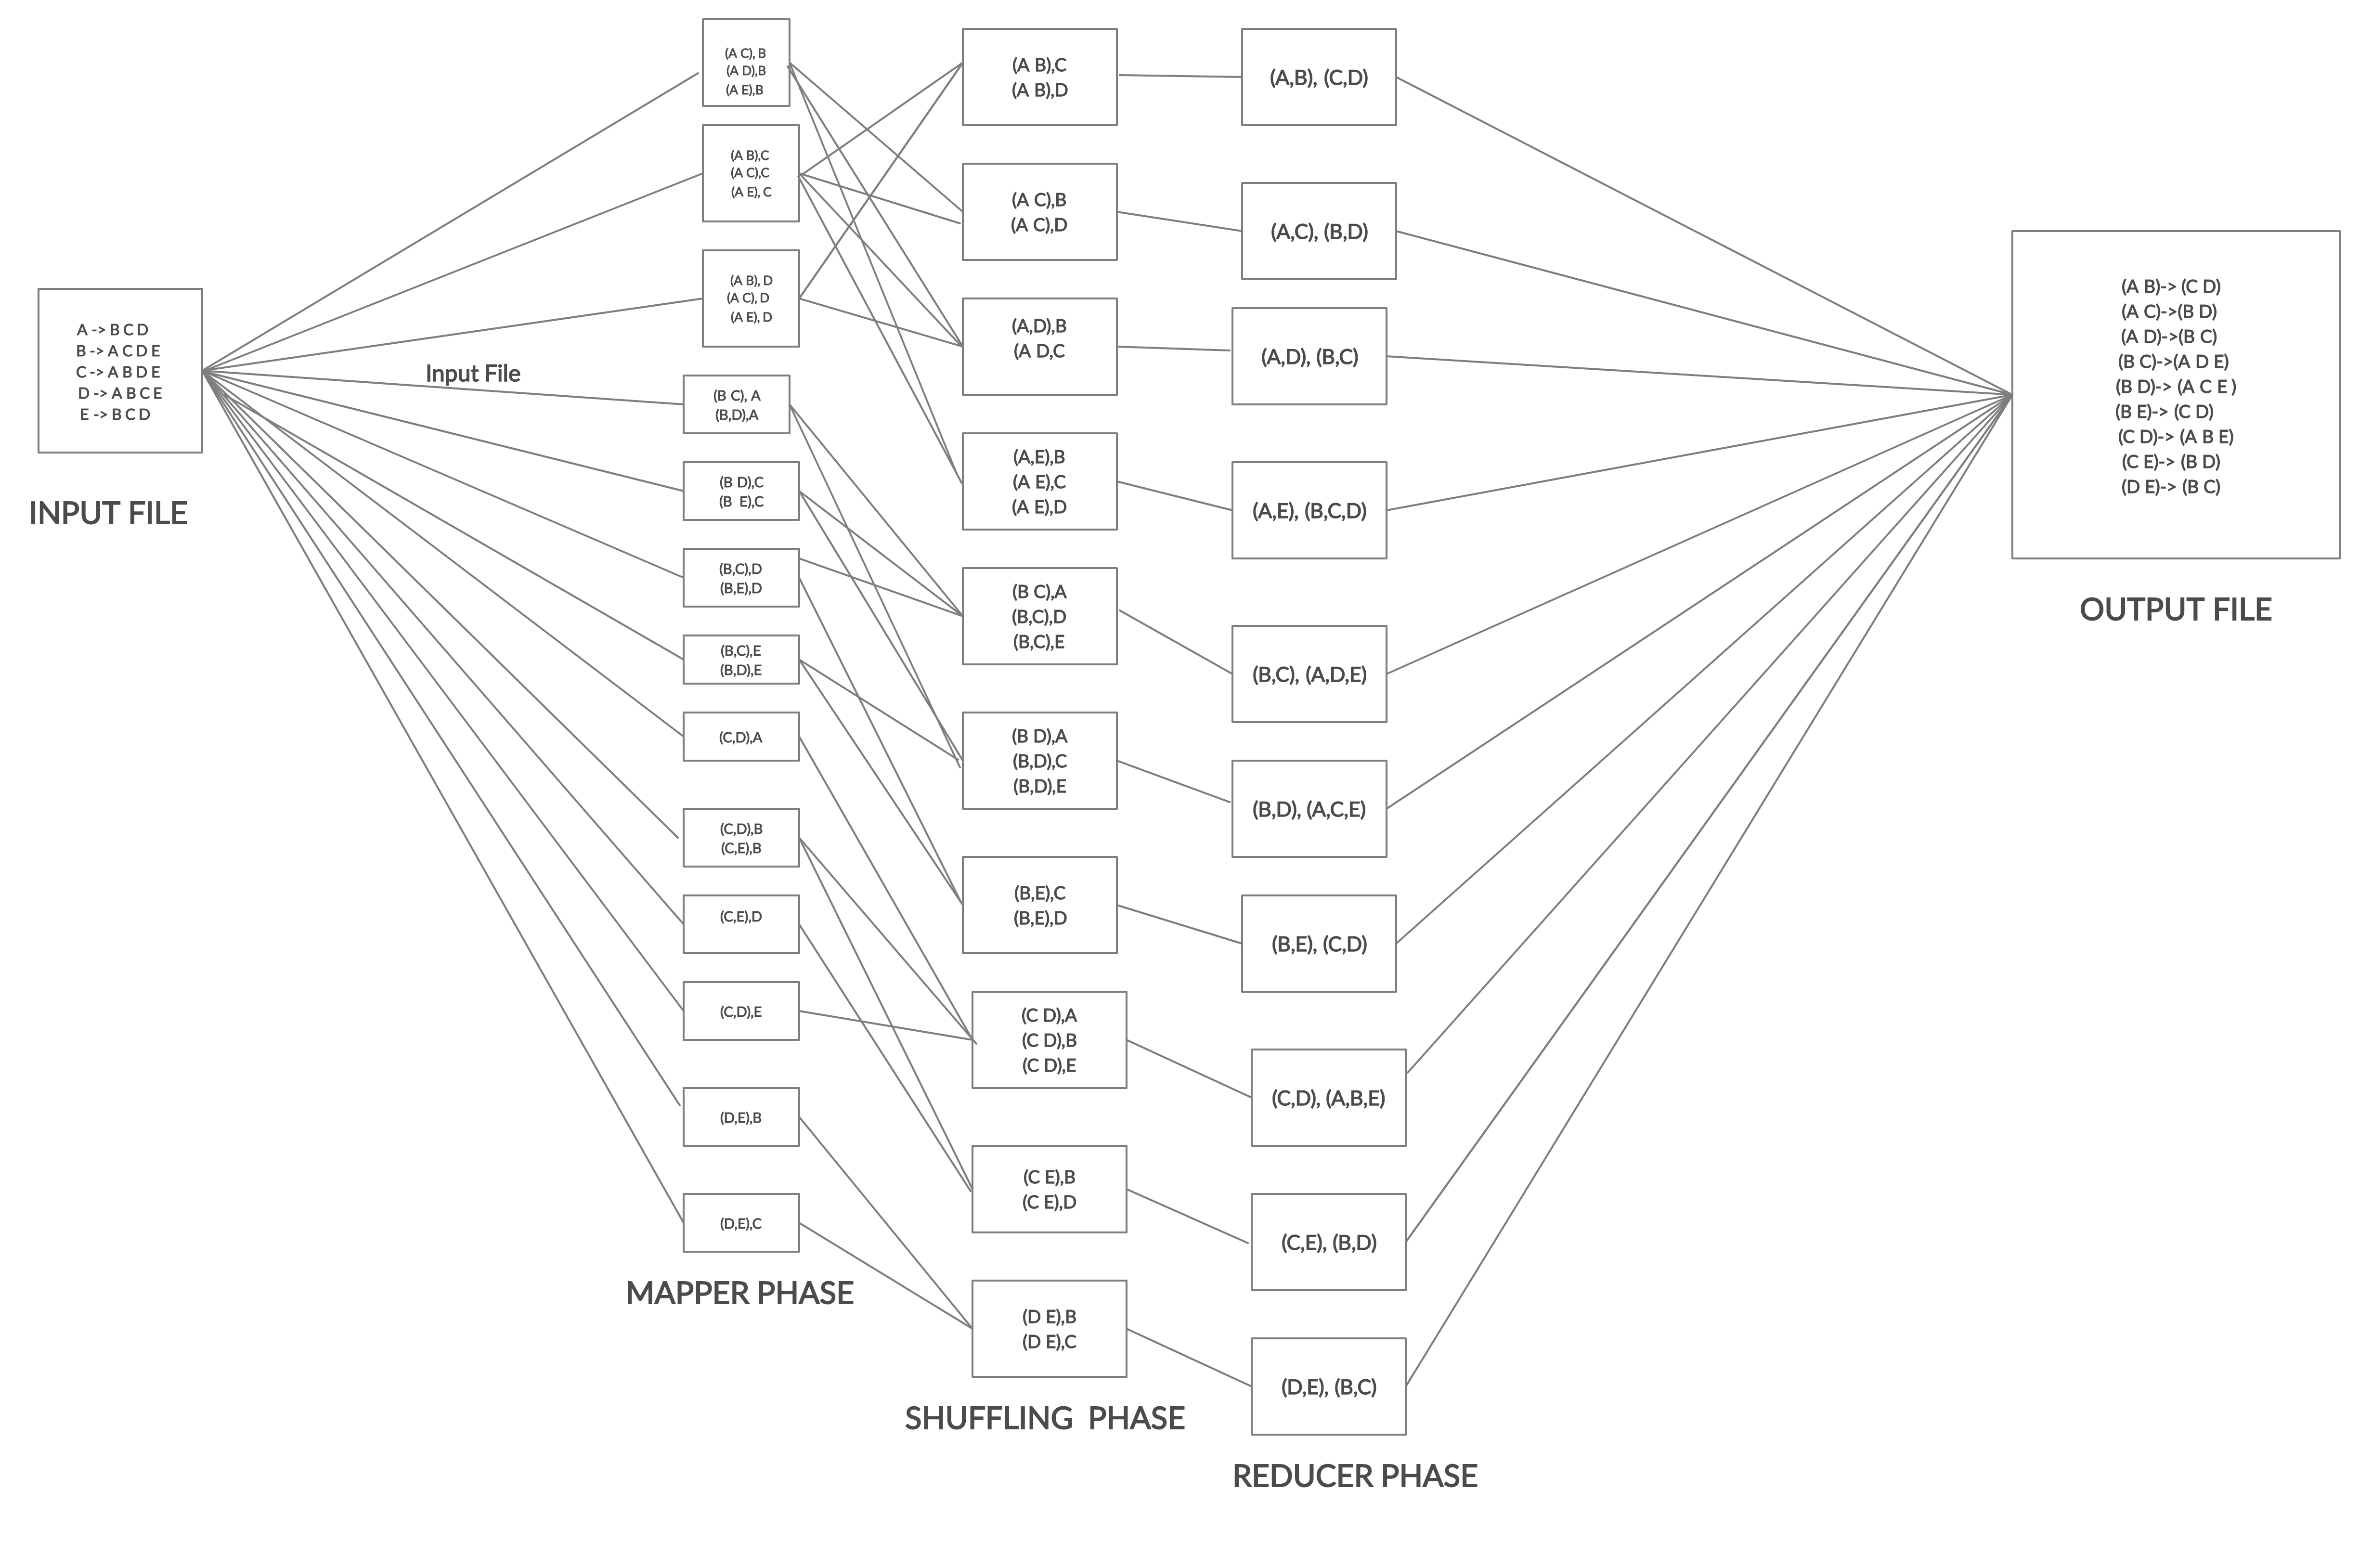 A -> B C D
B -> A C D E
C -> A B D E
D -> A B C E
E -> B C D
INPUT FILE
Input File
(A C), B
(A D),B
(A E),B
(A B),C
(A C),C
(A E), C
(A B), D
(A C), D
(A E), D
(B C), A
(B,D),A
(B D),C
(B E),C
(B,C),D
(B,E),D
(B,C),E
(B,D),E
(C,D),A
(C,D),B
(C,E),B
(C,E),D
(C,D),E
(D,E),B
(D,E),C
MAPPER PHASE
(A B),C
(A B),D
(A C),B
(A C),D
(A,D),B
(A D,C
(A,E),B
(A E),C
(A E),D
(B C),A
(B,C),D
(B,C),E
(B D),A
(B,D),C
(B,D),E
(B,E),C
(B,E),D
(C D),A
(C D),B
(C D),E
(C E),B
(C E),D
(D E),B
(D E),C
SHUFFLING PHASE
(A,B), (C,D)
(A,C), (B,D)
(A,D), (B,C)
(A,E), (B,C,D)
(B,C), (A,D,E)
(B,D), (A,C,E)
(B,E), (C,D)
(C,D), (A,B,E)
(C,E), (B,D)
(D,E), (B,C)
REDUCER PHASE
(A B)-> (C D)
(A C)->(B D)
(A D)->(B C)
(B C)->(A D E)
(B D)-> (A C E )
(B E)-> (C D)
(C D)-> (A B E)
(C E)-> (B D)
(D E)-> (B C)
OUTPUT FILE